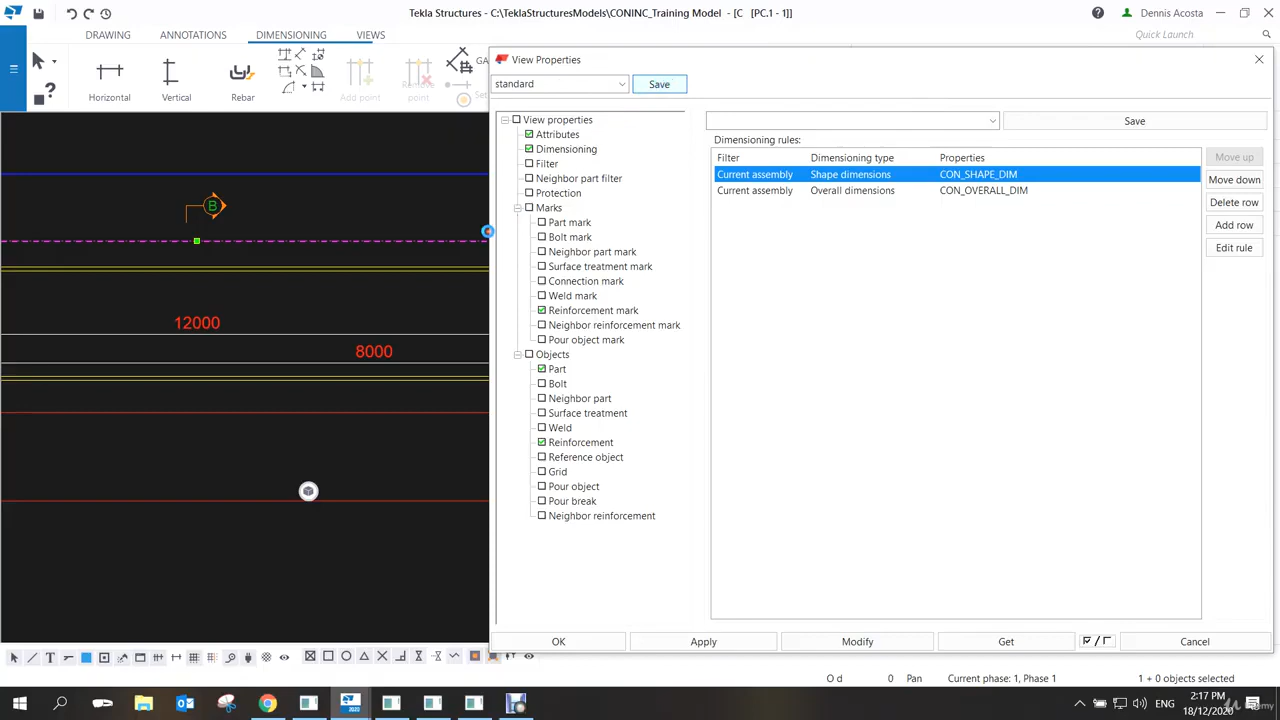 Tekla Structures - C:\TeklaStructuresModels\CONINC_Training Model - [C   [PC.1 - 1]]
Dennis Acosta
DRAWING
ANNOTATIONS
DIMENSIONING
VIEWS
Quick Launch
Horizontal
Vertical
Rebar
Add point
Remove point
GA
View Properties
standard
Save
View properties
Attributes
Dimensioning
Filter
Neighbor part filter
Protection
Marks
Part mark
Bolt mark
Neighbor part mark
Surface treatment mark
Connection mark
Weld mark
Reinforcement mark
Neighbor reinforcement mark
Pour object mark
Objects
Part
Bolt
Neighbor part
Surface treatment
Weld
Reinforcement
Reference object
Grid
Pour object
Pour break
Neighbor reinforcement
Save
Dimensioning rules:
Filter Dimensioning type Properties
Current assembly Shape dimensions CON_SHAPE_DIM
Current assembly Overall dimensions CON_OVERALL_DIM
Move up
Move down
Delete row
Add row
Edit rule
B
12000
8000
OK
Apply
Modify
Get
Cancel
O d
0
Pan
Current phase: 1, Phase 1
1 + 0 objects selected
ENG
2:17 PM
18/12/2020